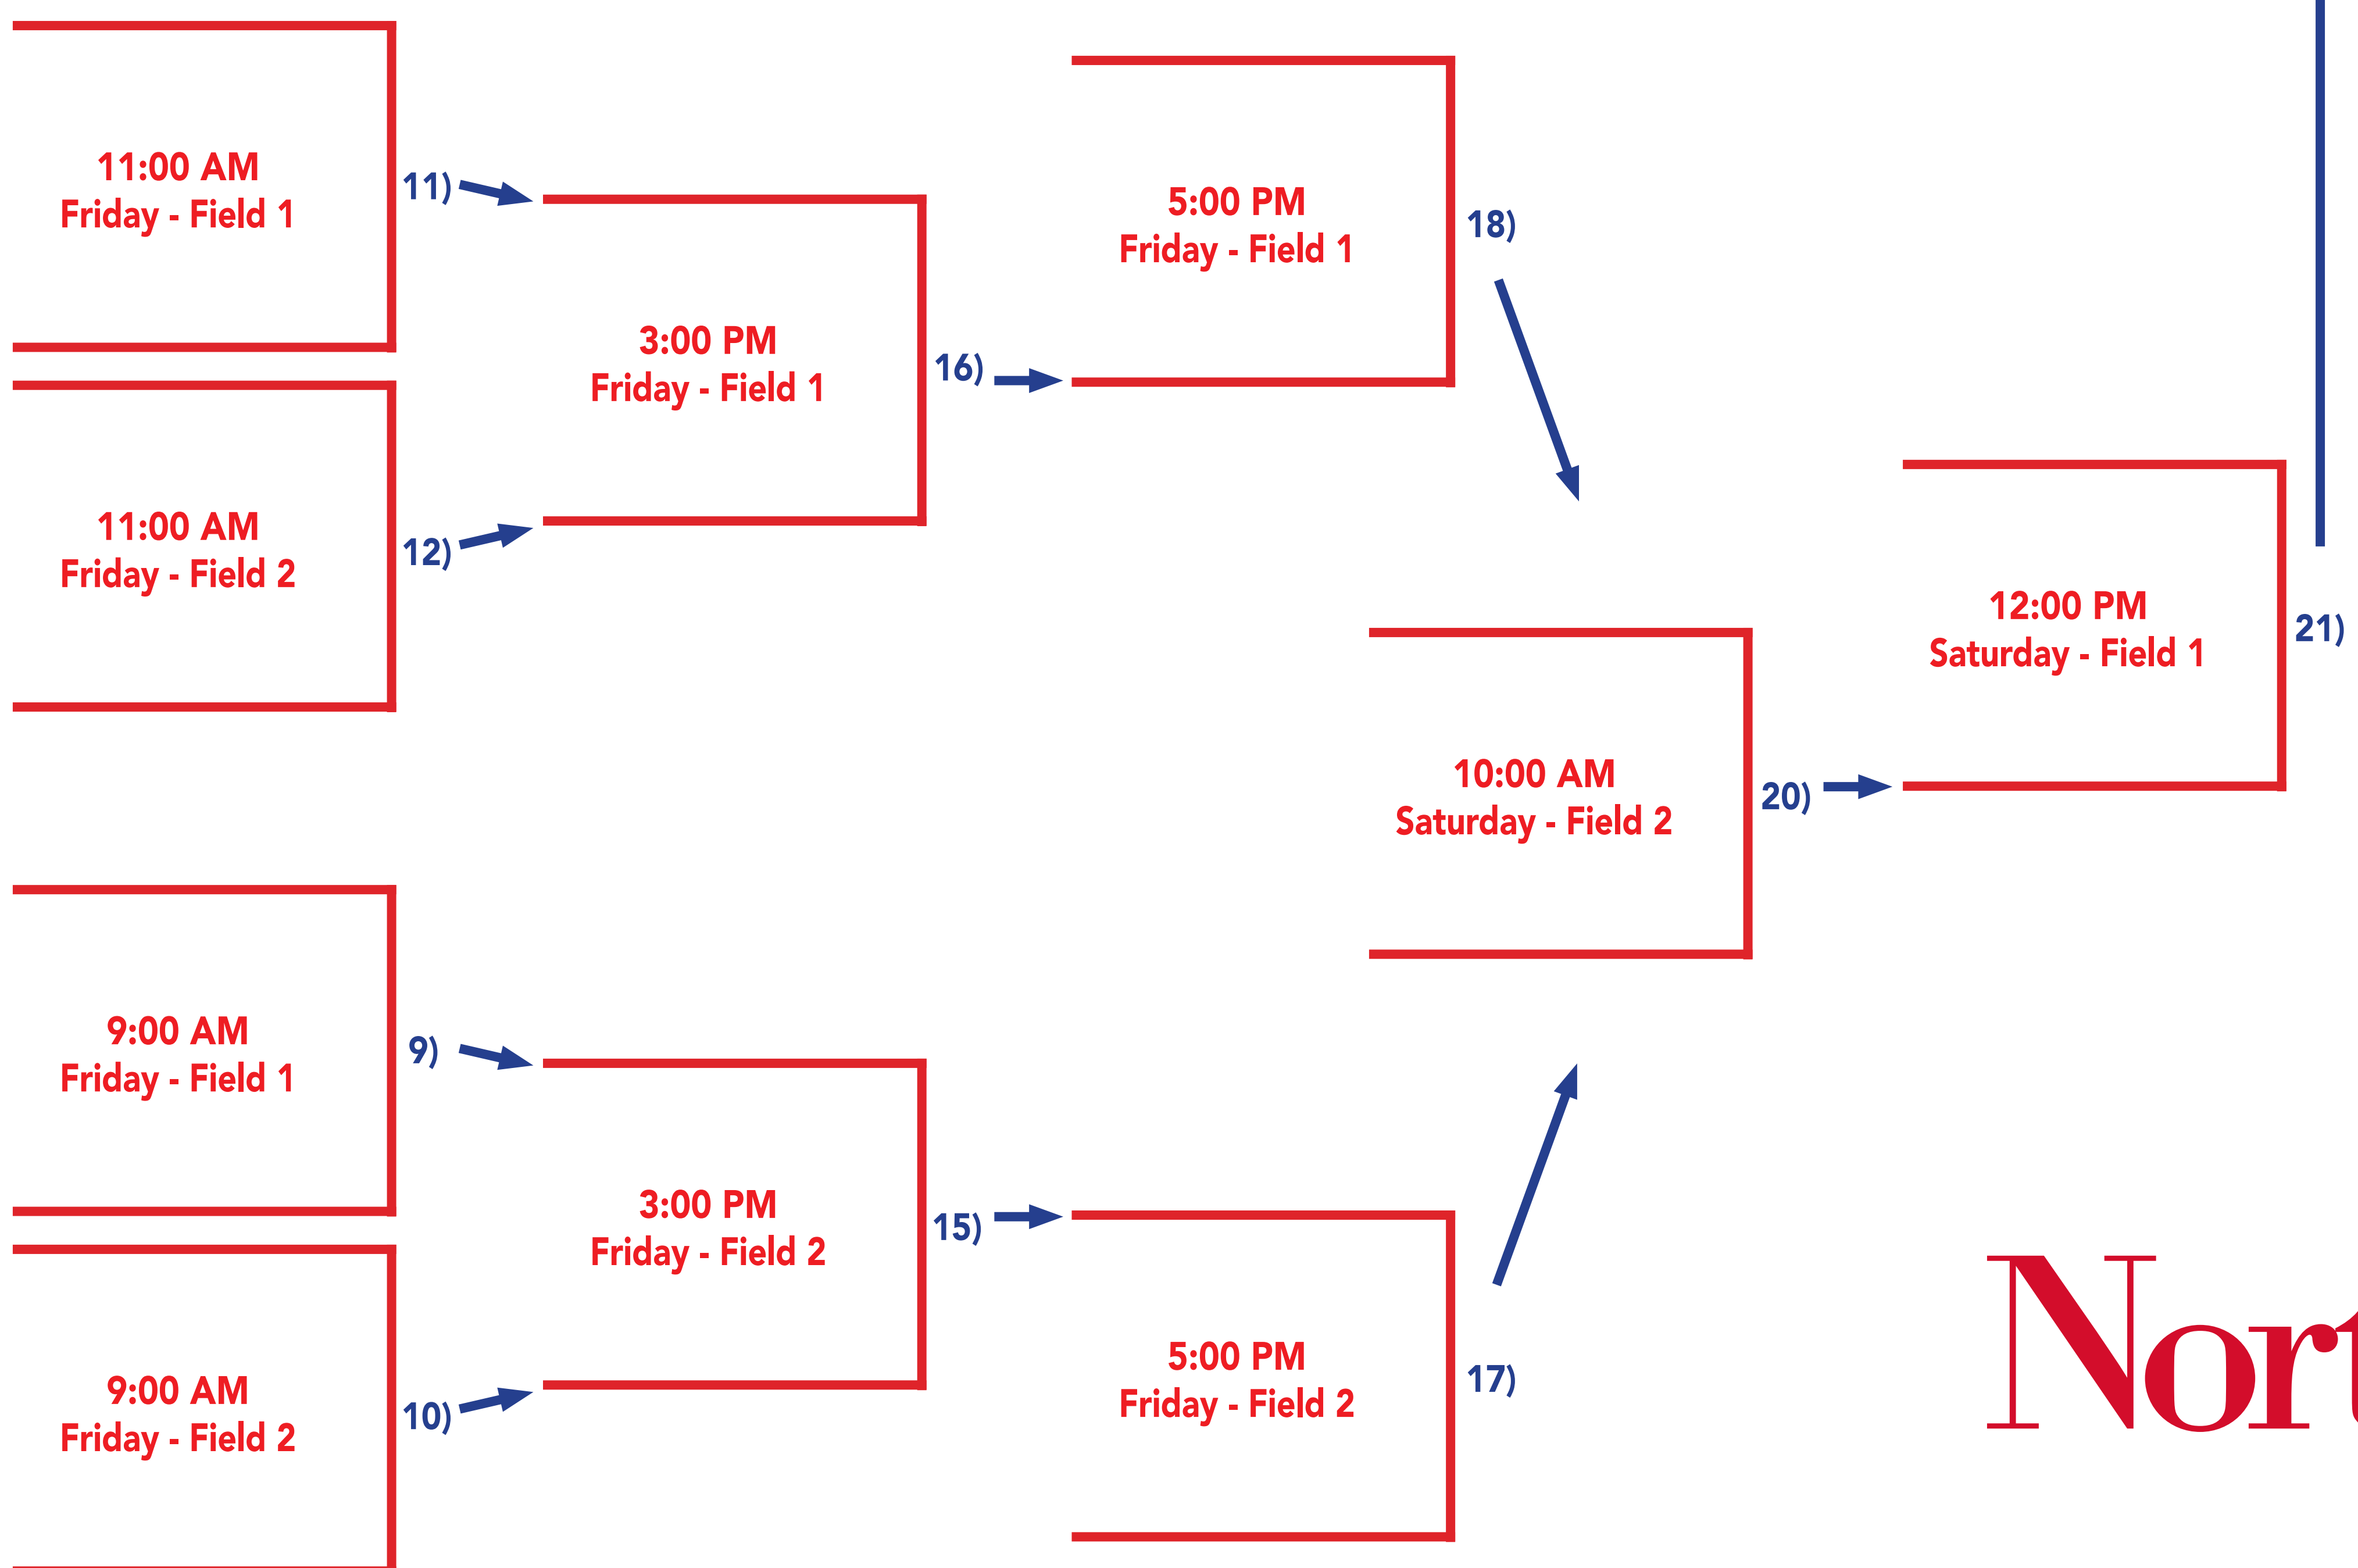 11:00 AM
Friday - Field 1
11)
11:00 AM
Friday - Field 2
12)
3:00 PM
Friday - Field 1
16)
5:00 PM
Friday - Field 1
18)
9:00 AM
Friday - Field 1
9)
9:00 AM
Friday - Field 2
10)
3:00 PM
Friday - Field 2
15)
5:00 PM
Friday - Field 2
17)
10:00 AM
Saturday - Field 2
20)
12:00 PM
Saturday - Field 1
21)
Nor